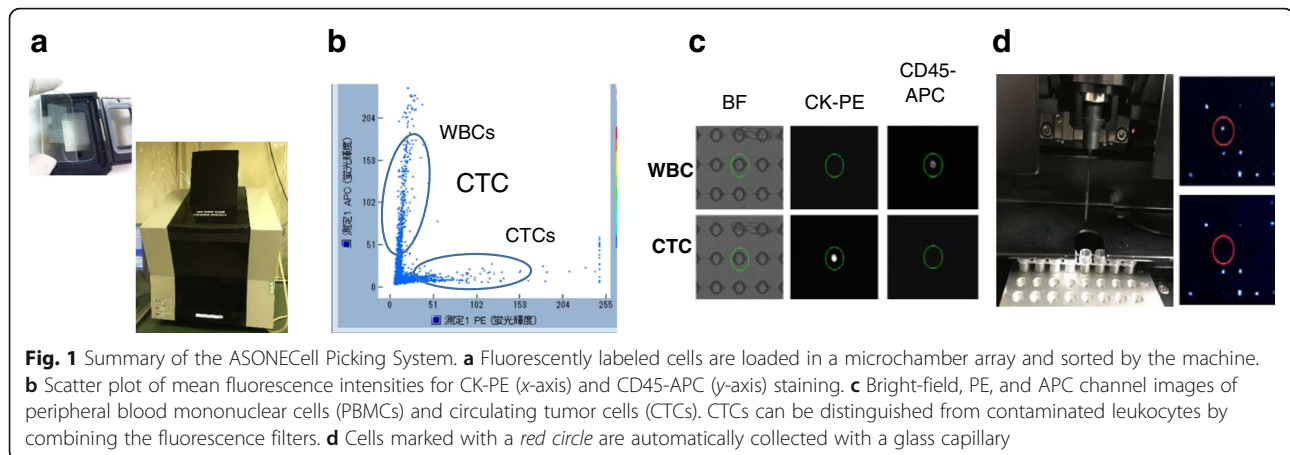 a
b
c
d
WBCs
CTC
CTCs
204
153
102
51
0
0 51 102 153 204 255
測定1 APC (蛍光輝度)
測定1 PE (蛍光輝度)
BF
CK-PE
CD45-
APC
WBC
CTC
Fig. 1 Summary of the ASONECell Picking System. a Fluorescently labeled cells are loaded in a microchamber array and sorted by the machine.
b Scatter plot of mean fluorescence intensities for CK-PE (x-axis) and CD45-APC (y-axis) staining. c Bright-field, PE, and APC channel images of
peripheral blood mononuclear cells (PBMCs) and circulating tumor cells (CTCs). CTCs can be distinguished from contaminated leukocytes by
combining the fluorescence filters. d Cells marked with a red circle are automatically collected with a glass capillary